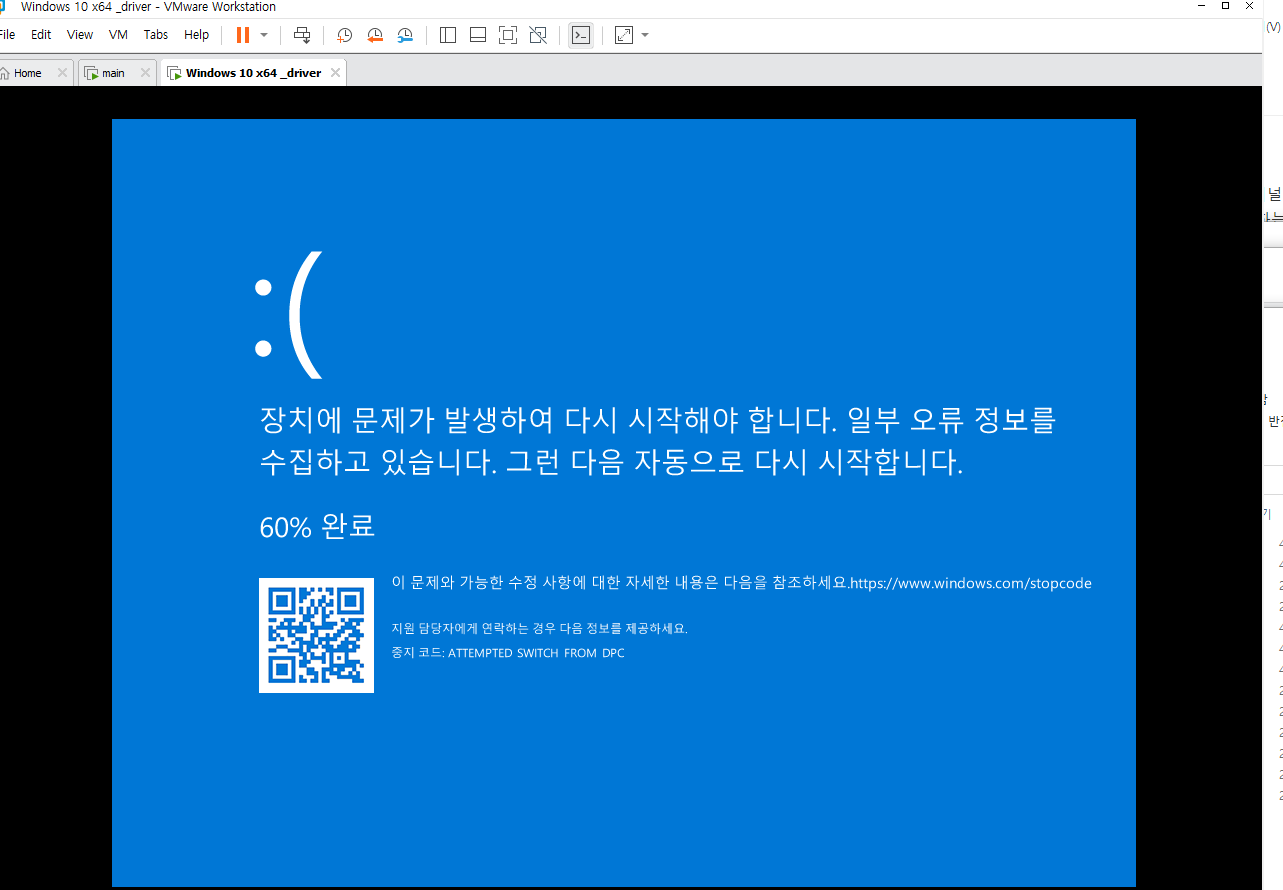 Windows 10 x64 _driver - VMware Workstation
File Edit View VM Tabs Help
Home main Windows 10 x64 _driver
:(
장치에 문제가 발생하여 다시 시작해야 합니다. 일부 오류 정보를
수집하고 있습니다. 그런 다음 자동으로 다시 시작합니다.
60% 완료
이 문제와 가능한 수정 사항에 대한 자세한 내용은 다음을 참조하세요.https://www.windows.com/stopcode
지원 담당자에게 연락하는 경우 다음 정보를 제공하세요.
중지 코드: ATTEMPTED SWITCH FROM DPC
(V)
널